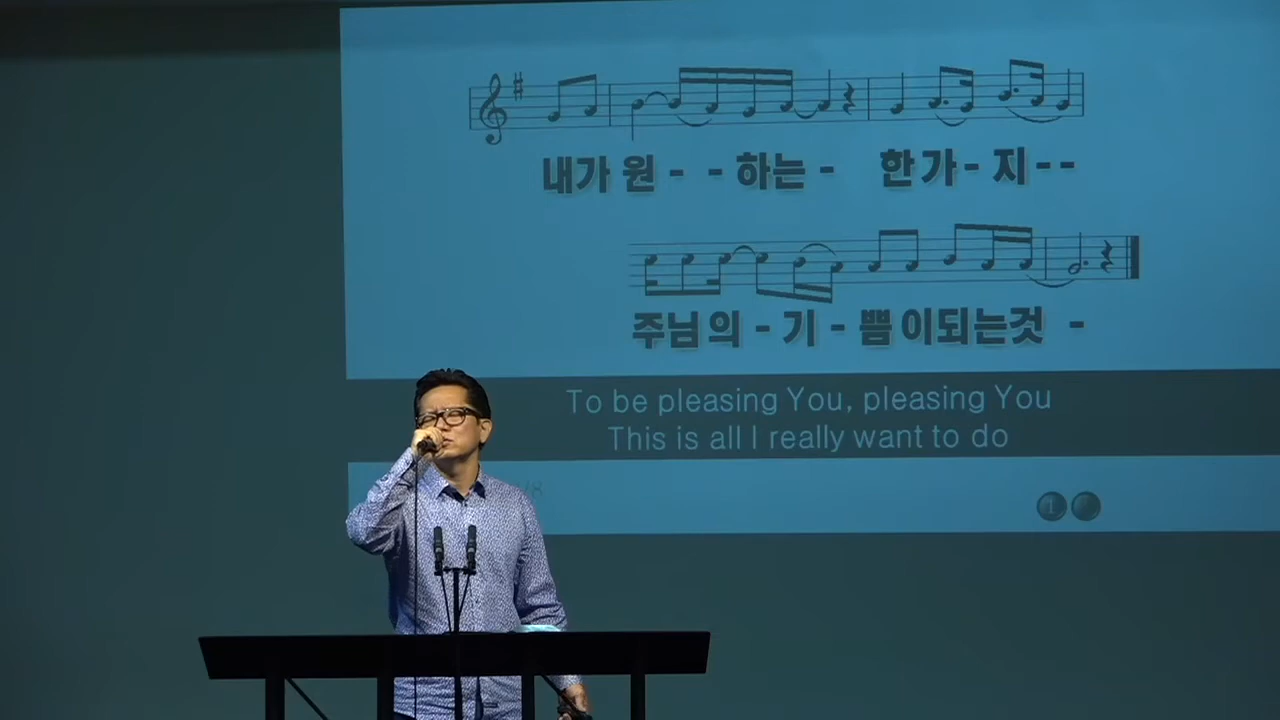 내가 원 - - 하는 - 한가 - 지 - -
주님의 - 기 - 쁨이되는것 -
To be pleasing You, pleasing You
This is all I really want to do
1